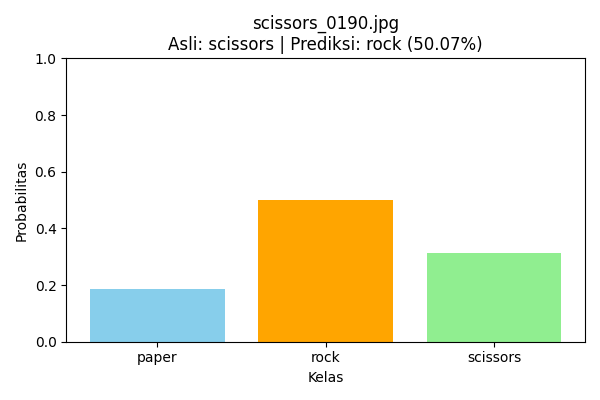 scissors_0190.jpg
Asli: scissors | Prediksi: rock (50.07%)
1.0
0.8
0.6
0.4
0.2
0.0
Probabilitas
paper
rock
scissors
Kelas